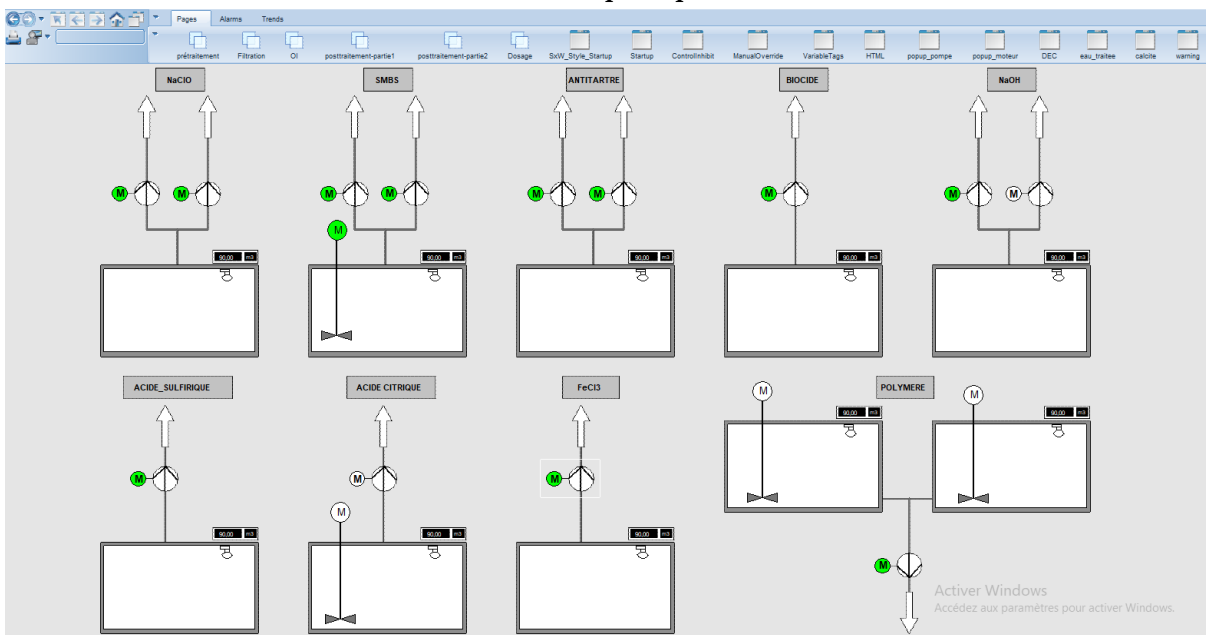 Pages Alarms Trends
prétraitement Filtration OI posttraitement-partie1 posttraitement-partie2 Dosage SxW_Style_Startup Startup ControlInhibit ManualOverride VariableTags HTML popup_pompe popup_moteur DEC eau_traitee calcite warning
NaClO SMBS ANTITARTRE BIOCIDE NaOH
M M M M M M M M M
M
90,00 m3 90,00 m3 90,00 m3 90,00 m3 90,00 m3
ACIDE_SULFIRIQUE ACIDE CITRIQUE FeCl3 POLYMERE
M M
90,00 m3 90,00 m3
M M M
M
90,00 m3 90,00 m3 90,00 m3
M
Activer Windows
Accédez aux paramètres pour activer Windows.